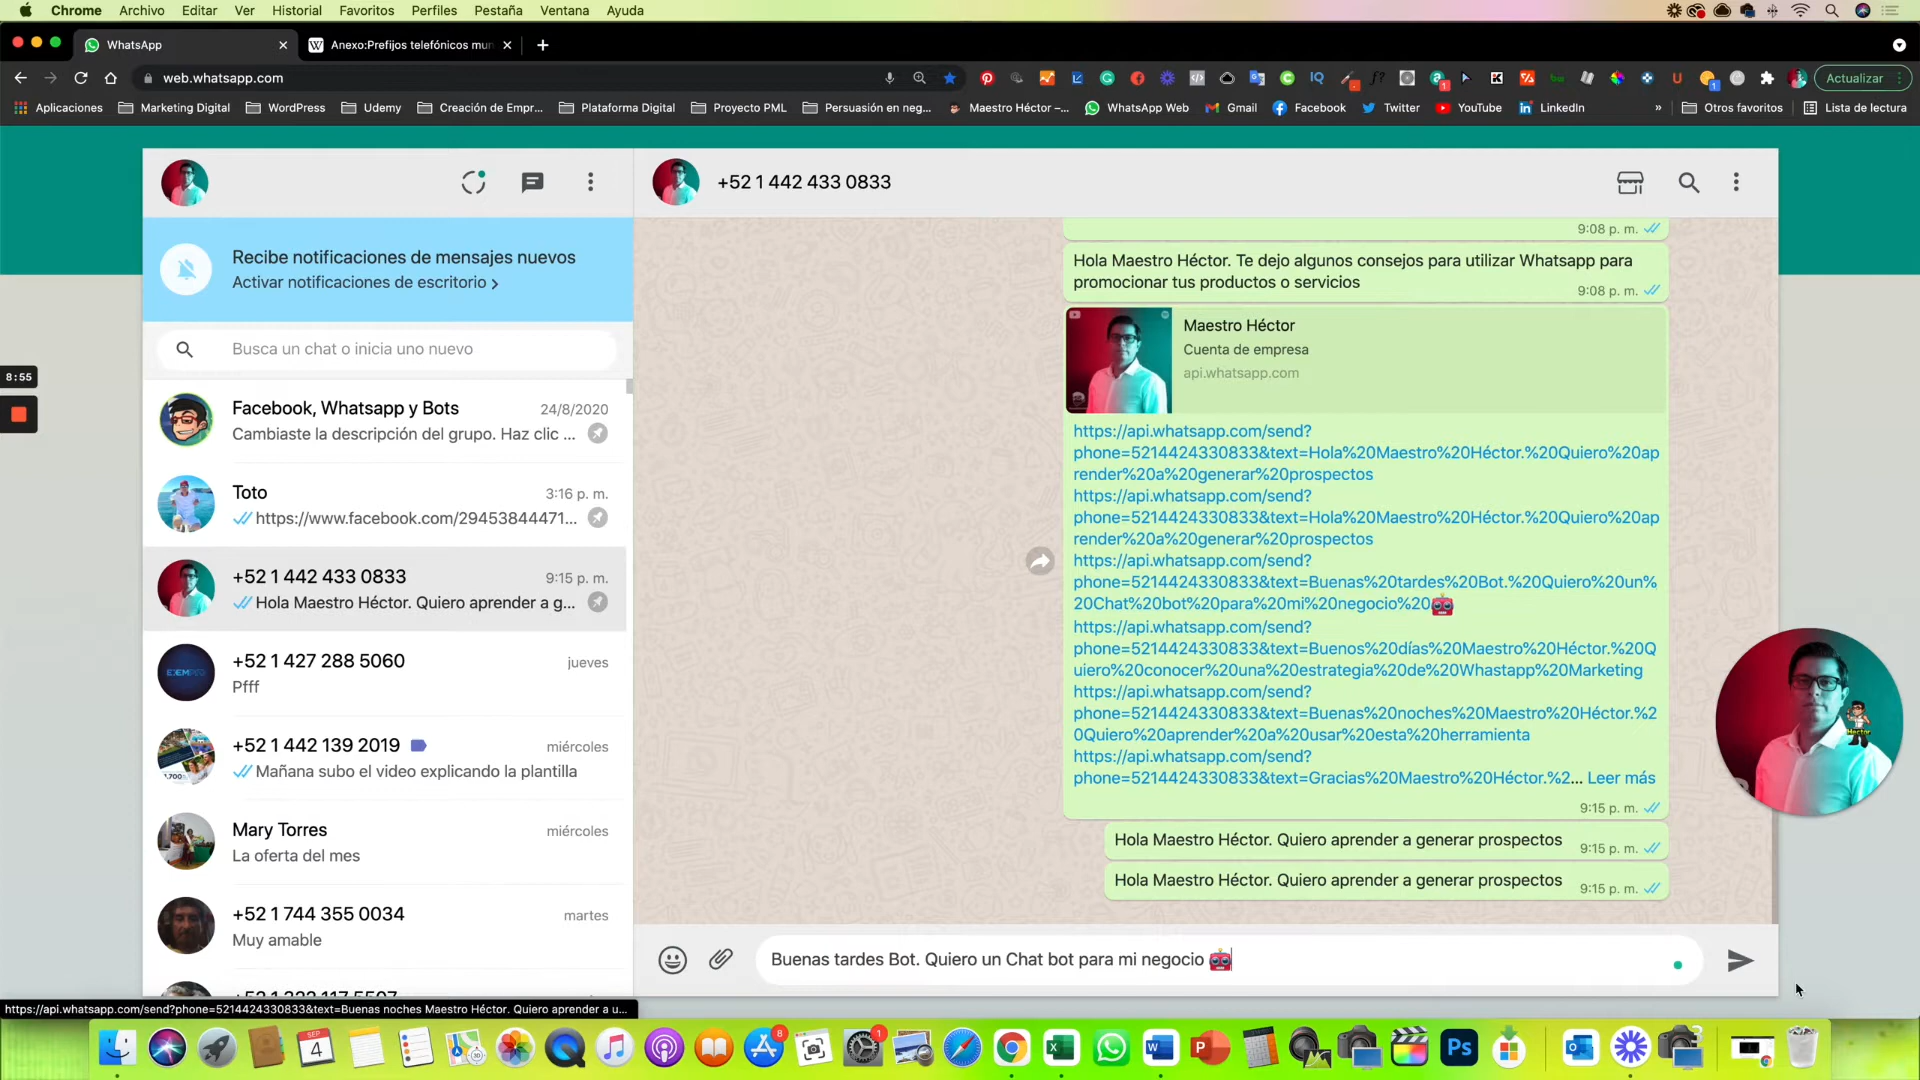 Chrome Archivo Editar Ver Historial Favoritos Perfiles Pestaña Ventana Ayuda
WhatsApp
Anexo:Prefijos telefónicos mun
web.whatsapp.com
Actualizar
Aplicaciones Marketing Digital WordPress Udemy Creación de Empr... Plataforma Digital Proyecto PML Persuasión en neg... Maestro Héctor –... WhatsApp Web Gmail Facebook Twitter YouTube LinkedIn » Otros favoritos Lista de lectura
8:55
Recibe notificaciones de mensajes nuevos
Activar notificaciones de escritorio
Busca un chat o inicia uno nuevo
Facebook, Whatsapp y Bots 24/8/2020
Cambiaste la descripción del grupo. Haz clic ...
Toto 3:16 p. m.
https://www.facebook.com/29453844471...
+52 1 442 433 0833 9:15 p. m.
Hola Maestro Héctor. Quiero aprender a g...
+52 1 427 288 5060 jueves
Pfff
+52 1 442 139 2019 miércoles
Mañana subo el video explicando la plantilla
Mary Torres miércoles
La oferta del mes
+52 1 744 355 0034 martes
Muy amable
+52 1 442 433 0833
9:08 p. m.
Hola Maestro Héctor. Te dejo algunos consejos para utilizar Whatsapp para
promocionar tus productos o servicios
9:08 p. m.
Maestro Héctor
Cuenta de empresa
api.whatsapp.com
https://api.whatsapp.com/send?
phone=5214424330833&text=Hola%20Maestro%20Héctor.%20Quiero%20ap
render%20a%20generar%20prospectos
https://api.whatsapp.com/send?
phone=5214424330833&text=Hola%20Maestro%20Héctor.%20Quiero%20ap
render%20a%20generar%20prospectos
https://api.whatsapp.com/send?
phone=5214424330833&text=Buenas%20tardes%20Bot.%20Quiero%20un%
20Chat%20bot%20para%20mi%20negocio%20🤖
https://api.whatsapp.com/send?
phone=5214424330833&text=Buenos%20días%20Maestro%20Héctor.%20Q
uiero%20conocer%20una%20estrategia%20de%20Whastapp%20Marketing
https://api.whatsapp.com/send?
phone=5214424330833&text=Buenas%20noches%20Maestro%20Héctor.%2
0Quiero%20aprender%20a%20usar%20esta%20herramienta
https://api.whatsapp.com/send?
phone=5214424330833&text=Gracias%20Maestro%20Héctor.%2... Leer más
9:15 p. m.
Hola Maestro Héctor. Quiero aprender a generar prospectos 9:15 p. m.
Hola Maestro Héctor. Quiero aprender a generar prospectos 9:15 p. m.
Buenas tardes Bot. Quiero un Chat bot para mi negocio 🤖
https://api.whatsapp.com/send?phone=5214424330833&text=Buenas noches Maestro Héctor. Quiero aprender a u...
Héctor
SEP
4
8
1
Ps